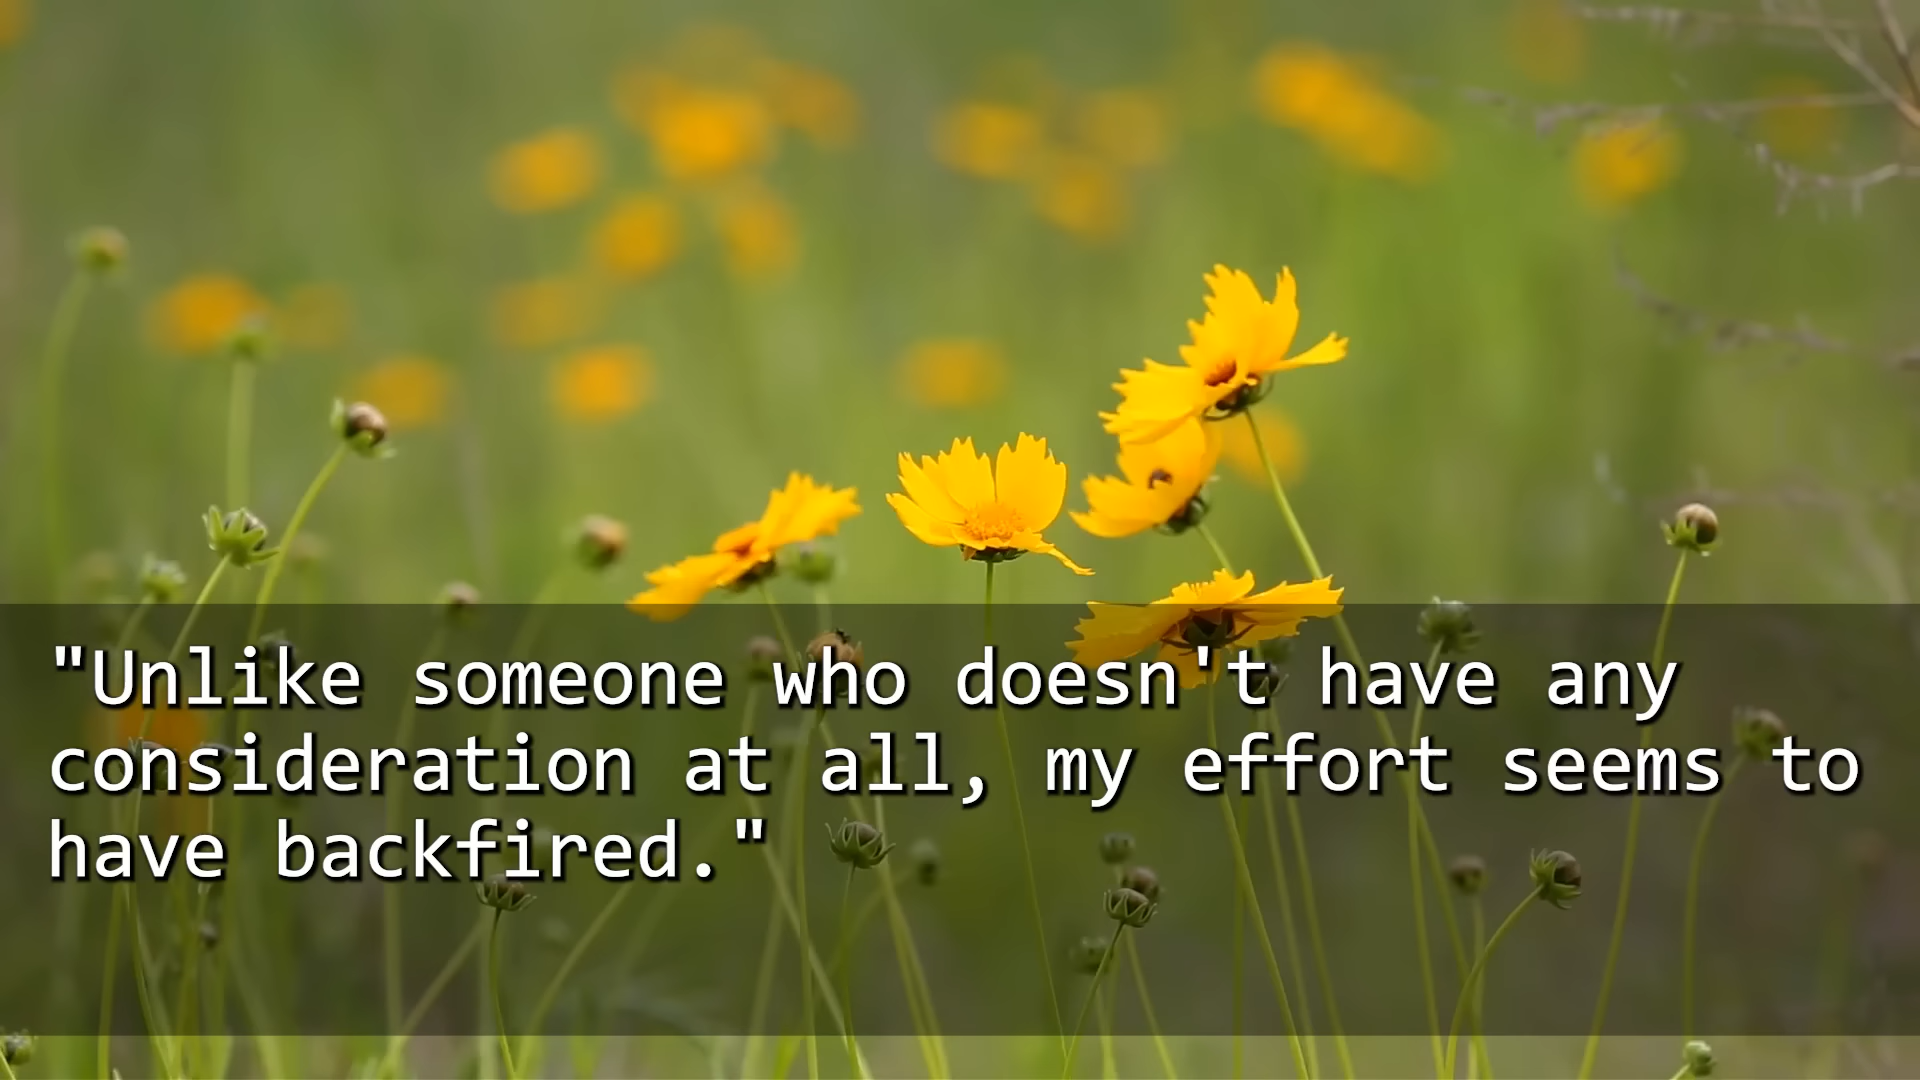 "Unlike someone who doesn't have any
consideration at all, my effort seems to
have backfired."